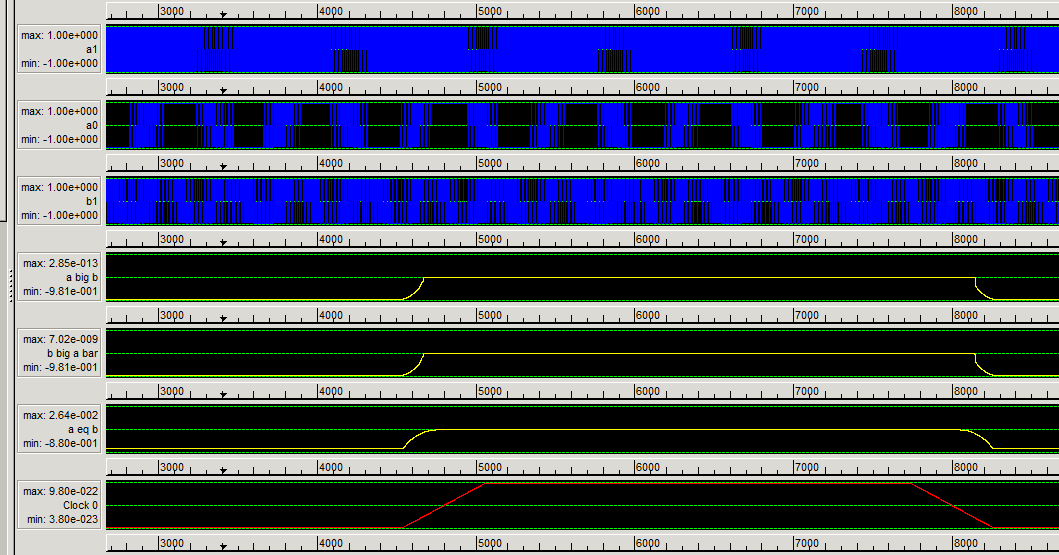 3000 4000 5000 6000 7000 8000
max: 1.00e+000
a1
min: -1.00e+000
3000 4000 5000 6000 7000 8000
max: 1.00e+000
a0
min: -1.00e+000
3000 4000 5000 6000 7000 8000
max: 1.00e+000
b1
min: -1.00e+000
3000 4000 5000 6000 7000 8000
max: 2.85e-013
a big b
min: -9.81e-001
3000 4000 5000 6000 7000 8000
max: 7.02e-009
b big a bar
min: -9.81e-001
3000 4000 5000 6000 7000 8000
max: 2.64e-002
a eq b
min: -8.80e-001
3000 4000 5000 6000 7000 8000
max: 9.80e-022
Clock 0
min: 3.80e-023
3000 4000 5000 6000 7000 8000